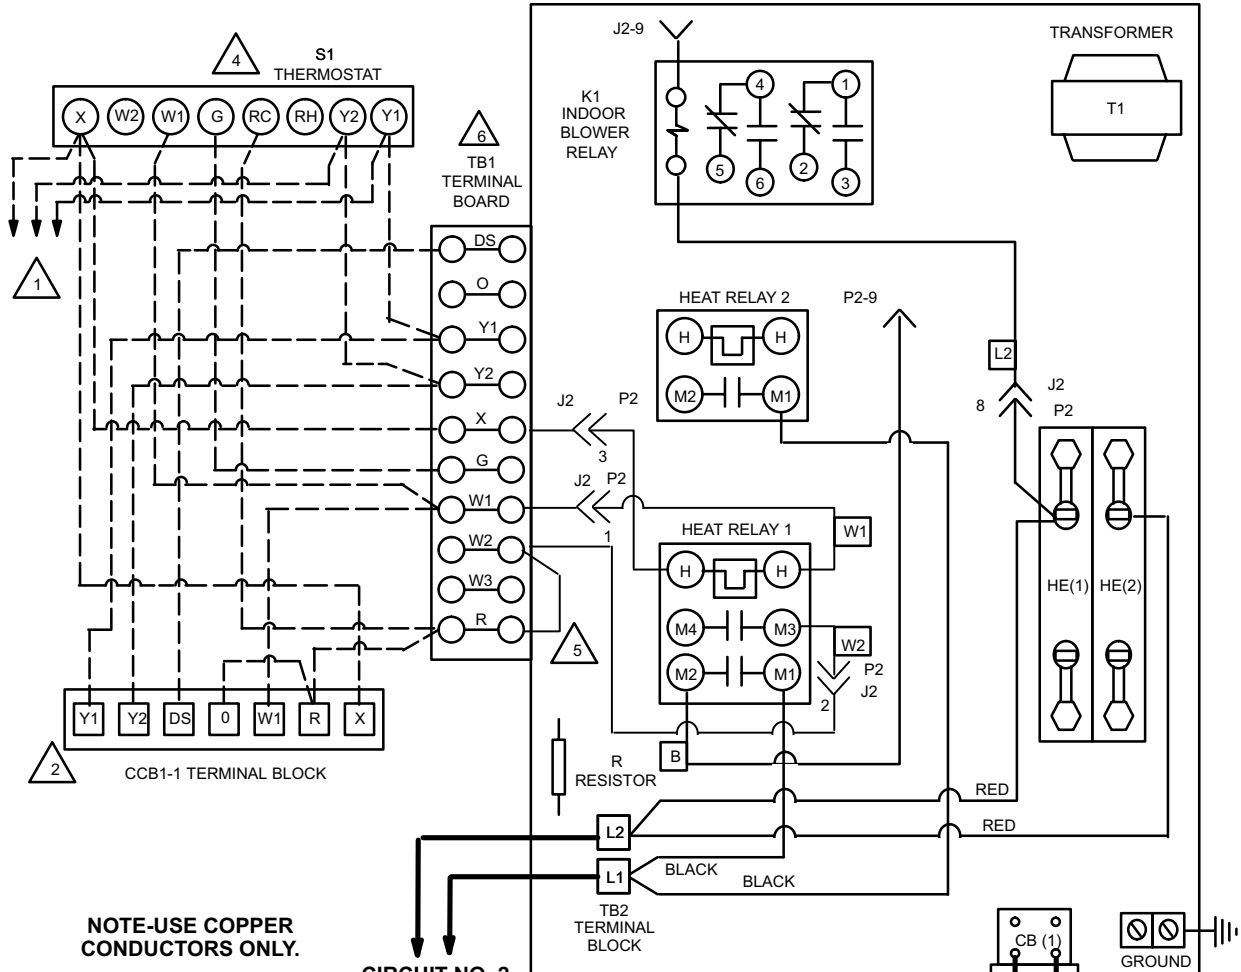 J2-9
TRANSFORMER
T1
4
S1
THERMOSTAT
X W2 W1 G RC RH Y2 Y1
K1
INDOOR
BLOWER
RELAY
4 1
5 6 2 3
6
TB1
TERMINAL
BOARD
1
DS
O
Y1
Y2
X
G
W1
W2
W3
R
HEAT RELAY 2
H H
M2 M1
P2-9
L2
J2
8
P2
J2 P2
3
J2 P2
1
W1
HEAT RELAY 1
H H
M4 M3
M2 M1
W2
P2
J2
2
HE(1) HE(2)
5
B
R
RESISTOR
Y1 Y2 DS 0 W1 R X
2
CCB1-1 TERMINAL BLOCK
RED
RED
L2
L1
BLACK
BLACK
TB2
TERMINAL
BLOCK
NOTE-USE COPPER
CONDUCTORS ONLY.
CIRCUIT NO. 2
CB (1)
GROUND